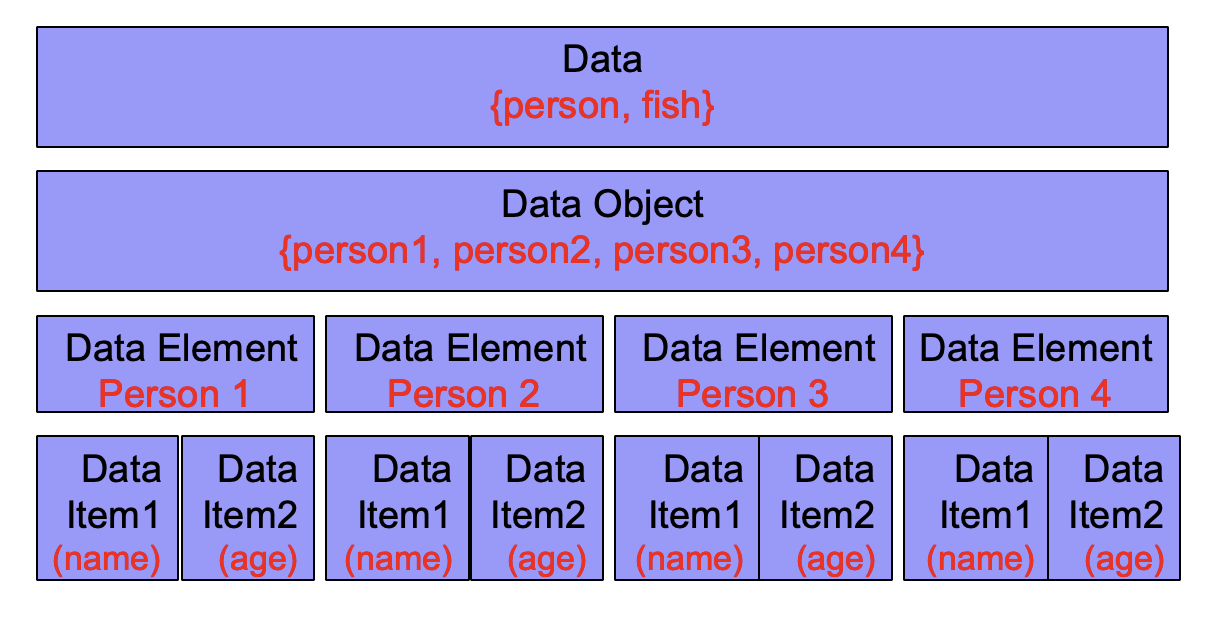 Data
{person, fish}
Data Object
{person1, person2, person3, person4}
Data Element
Person 1
Data Element
Person 2
Data Element
Person 3
Data Element
Person 4
Data
Item1
(name)
Data
Item2
(age)
Data
Item1
(name)
Data
Item2
(age)
Data
Item1
(name)
Data
Item2
(age)
Data
Item1
(name)
Data
Item2
(age)